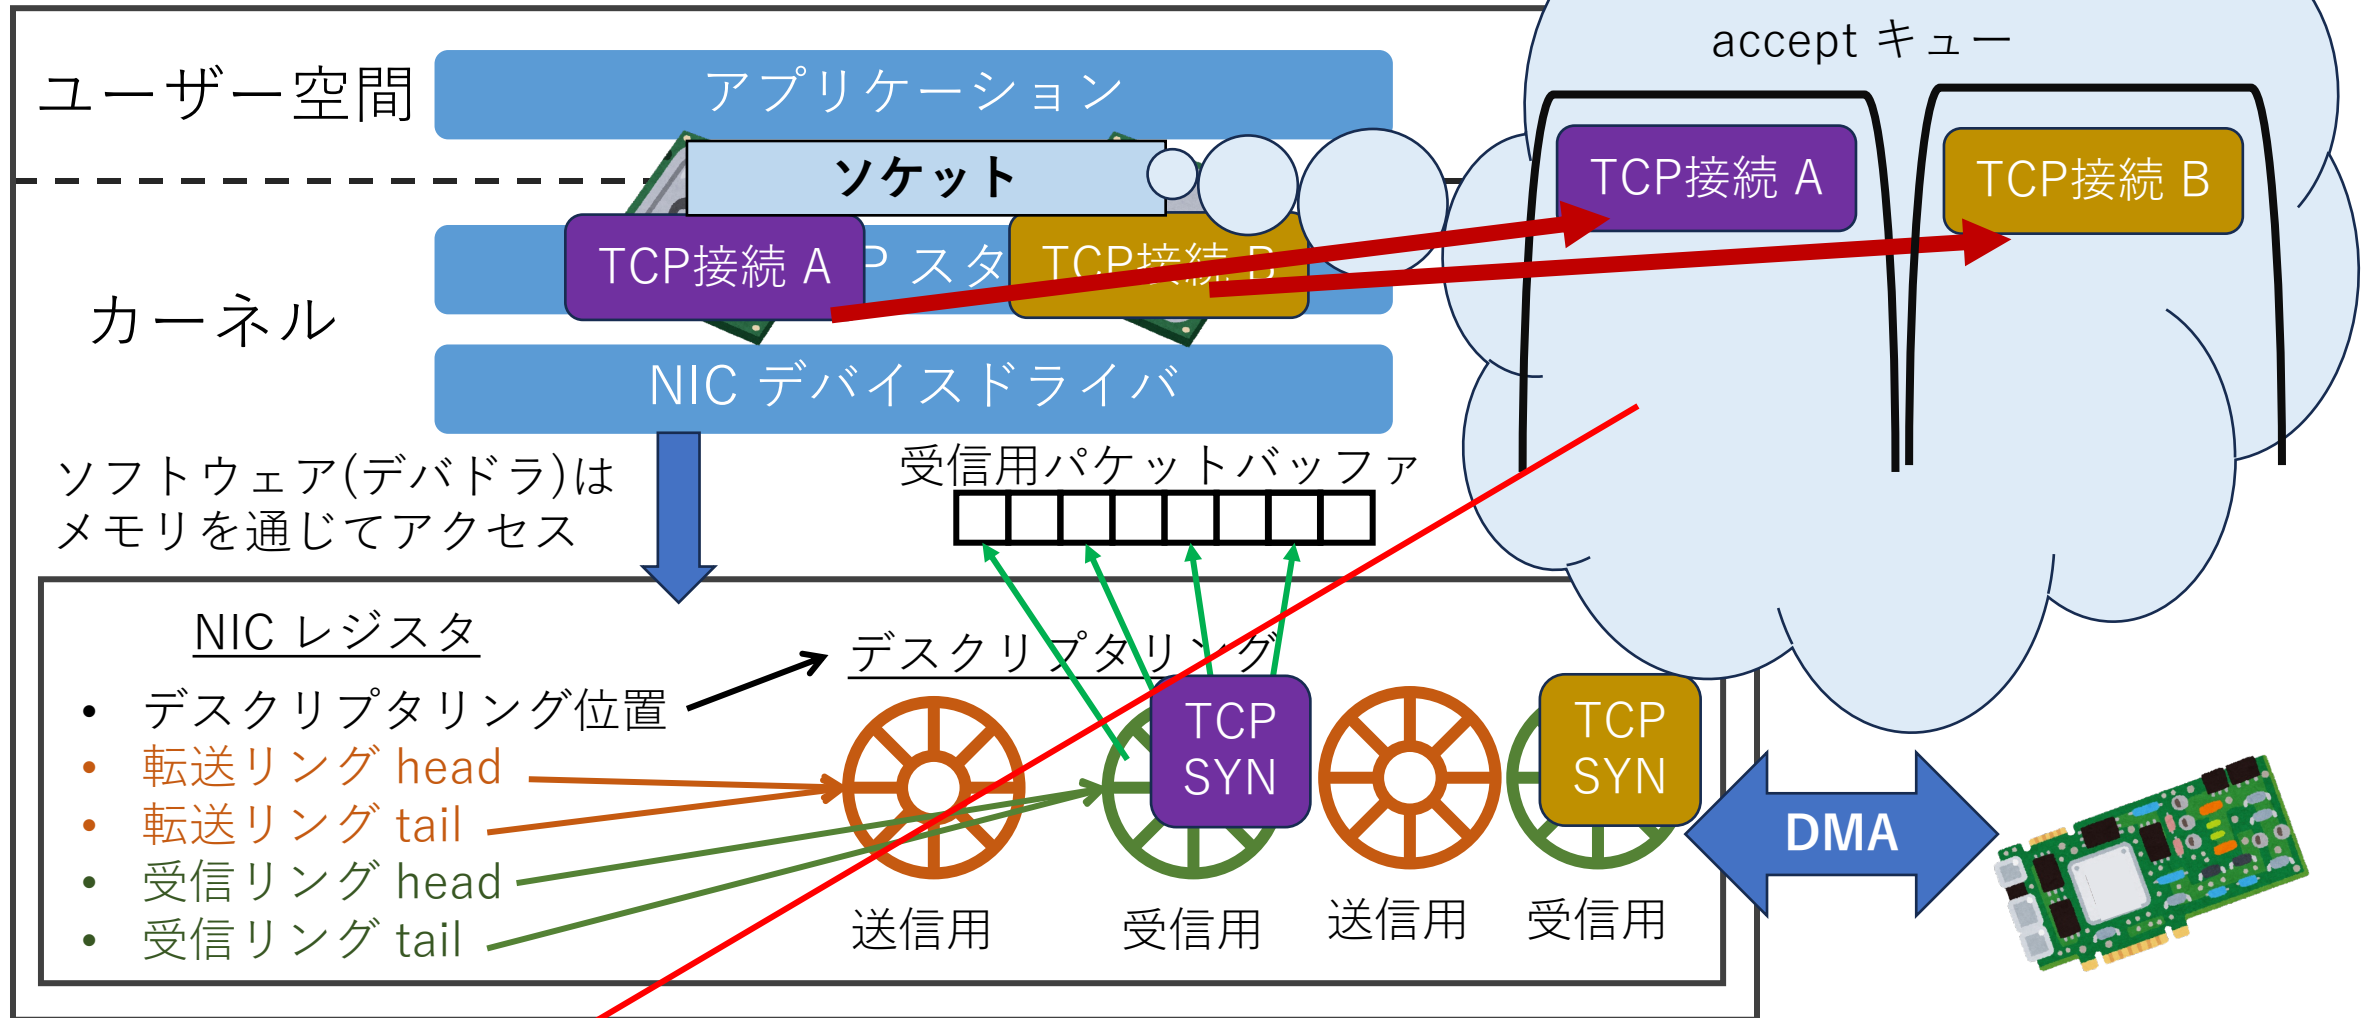 accept キュー
ユーザー空間
アプリケーション
ソケット
TCP接続 A
TCP接続 B
カーネル
TCP接続 A
P スタ
TCP接続 B
NIC デバイスドライバ
ソフトウェア(デバドラ)は
メモリを通じてアクセス
受信用パケットバッファ
NIC レジスタ
デスクリプタリング
• デスクリプタリング位置
• 転送リング head
• 転送リング tail
• 受信リング head
• 受信リング tail
TCP
SYN
TCP
SYN
DMA
送信用
受信用
送信用
受信用